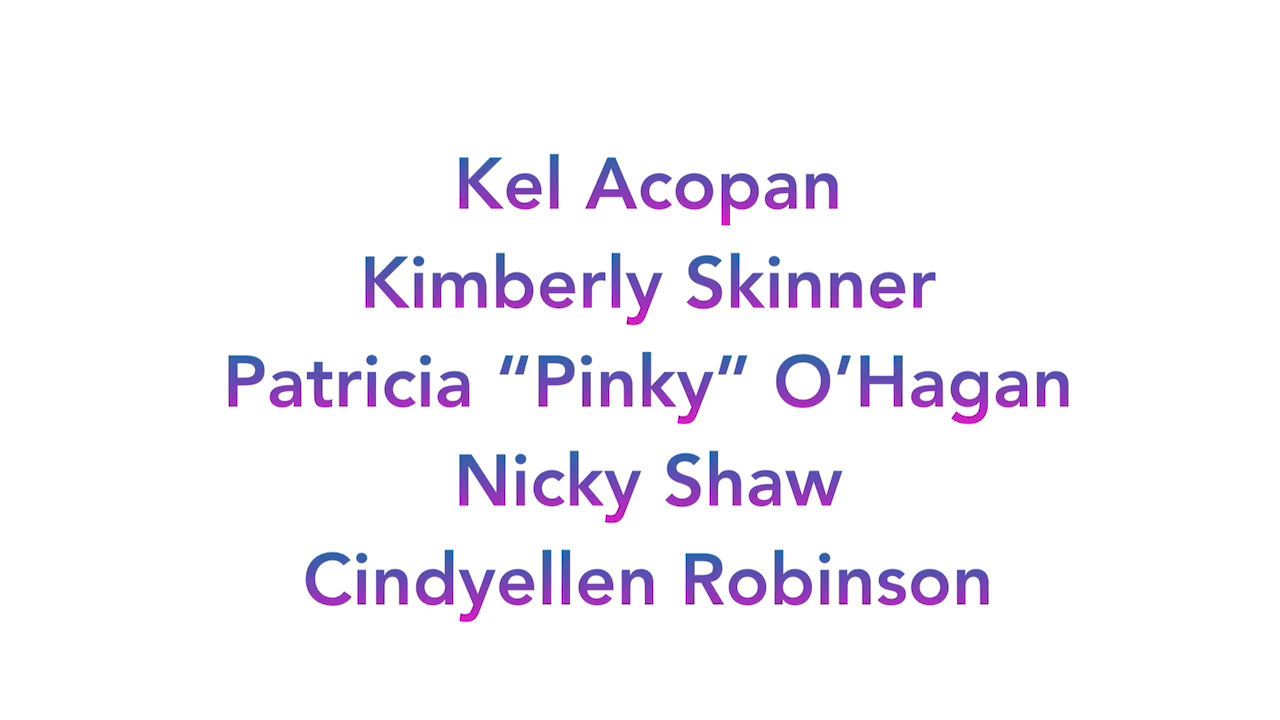 Kel Acopan
Kimberly Skinner
Patricia “Pinky” O’Hagan
Nicky Shaw
Cindyellen Robinson